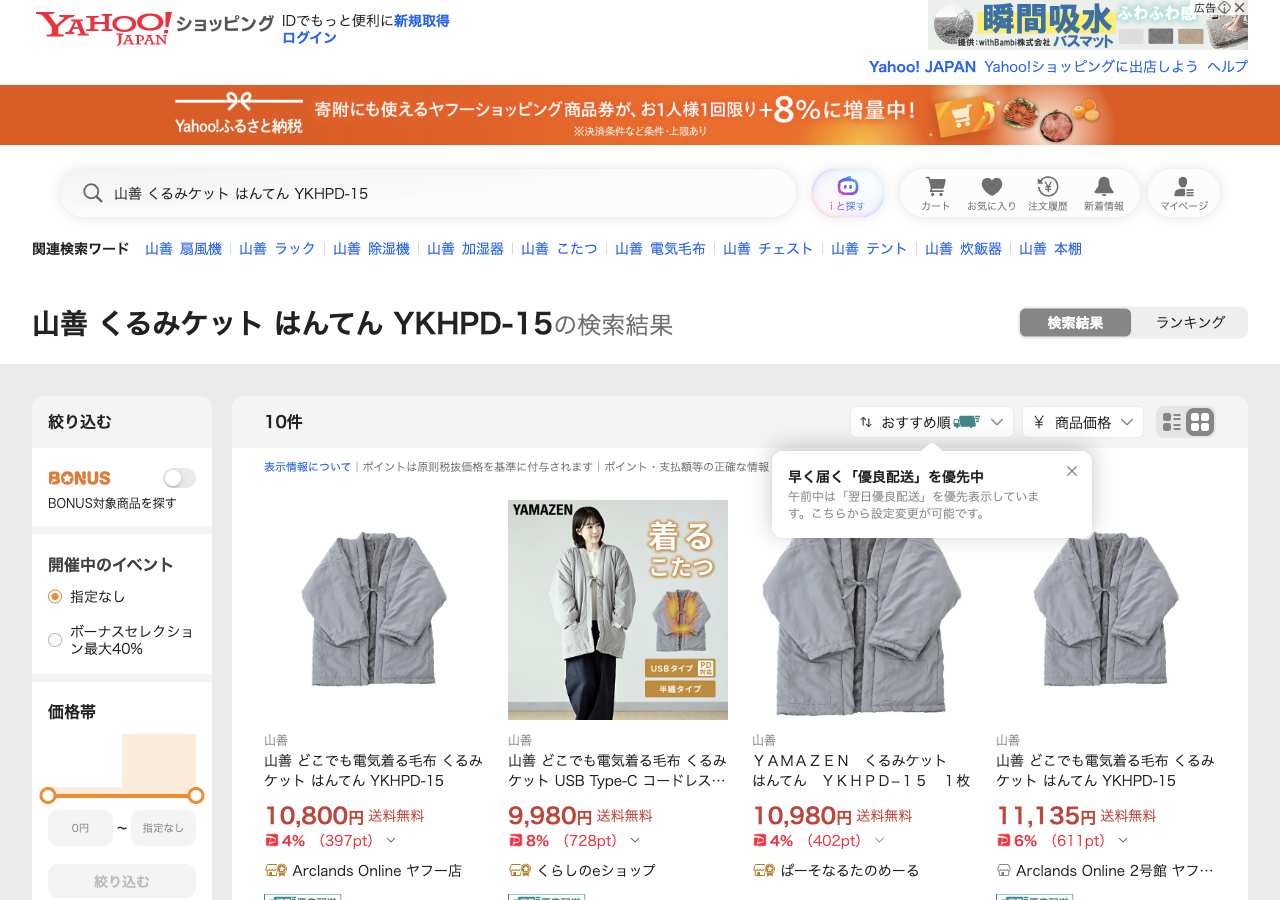 YAHOO! JAPAN ショッピング
IDでもっと便利に新規取得
ログイン
広告
瞬間吸水
ふわふわ感
提供:withBambi株式会社 バスマット
Yahoo! JAPAN Yahoo!ショッピングに出店しよう ヘルプ
Yahoo!ふるさと納税
寄附にも使えるヤフーショッピング商品券が、お1人様1回限り+8%に増量中!
※決済条件など条件・上限あり
山善 くるみケット はんてん YKHPD-15
iと探す
カート
お気に入り
注文履歴
新着情報
マイページ
関連検索ワード 山善 扇風機 山善 ラック 山善 除湿機 山善 加湿器 山善 こたつ 山善 電気毛布 山善 チェスト 山善 テント 山善 炊飯器 山善 本棚
山善 くるみケット はんてん YKHPD-15の検索結果
検索結果 ランキング
絞り込む
BONUS
BONUS対象商品を探す
開催中のイベント
指定なし
ボーナスセレクショ
ン最大40%
価格帯
0円 〜 指定なし
絞り込む
10件
おすすめ順
¥ 商品価格
表示情報について|ポイントは原則税抜価格を基準に付与されます|ポイント・支払額等の正確な情報
早く届く「優良配送」を優先中
午前中は「翌日優良配送」を優先表示していま
す。こちらから設定変更が可能です。
YAMAZEN
着る
こたつ
USBタイプ PD対応
半纏タイプ
山善
山善 どこでも電気着る毛布 くるみ
ケット はんてん YKHPD-15
10,800円 送料無料
4% (397pt)
Arclands Online ヤフー店
山善
山善 どこでも電気着る毛布 くるみ
ケット USB Type-C コードレス…
9,980円 送料無料
8% (728pt)
くらしのeショップ
山善
YAMAZEN くるみケット
はんてん YKHPD−15 1枚
10,980円 送料無料
4% (402pt)
ぱーそなるたのめーる
山善
山善 どこでも電気着る毛布 くるみ
ケット はんてん YKHPD-15
11,135円 送料無料
6% (611pt)
Arclands Online 2号館 ヤフ…